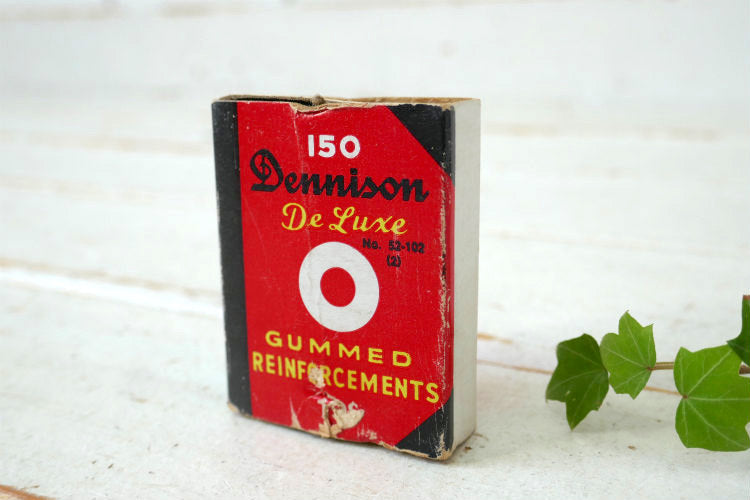 150
Dennison
De Luxe
No. 52-102
(2)
GUMMED
REINFORCEMENTS